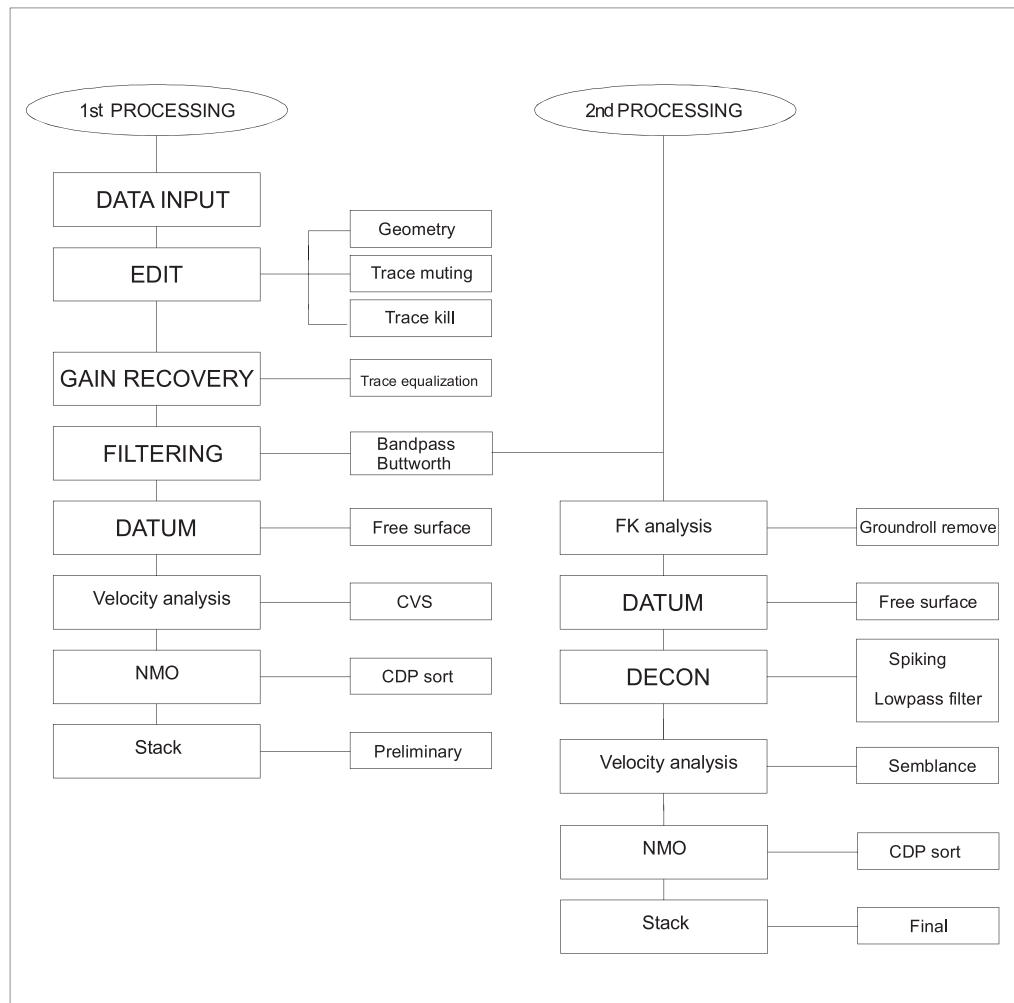 1st PROCESSING
DATA INPUT
EDIT
Geometry
Trace muting
Trace kill
GAIN RECOVERY
Trace equalization
FILTERING
Bandpass
Buttworth
DATUM
Free surface
Velocity analysis
CVS
NMO
CDP sort
Stack
Preliminary
2nd PROCESSING
FK analysis
Groundroll remove
DATUM
Free surface
DECON
Spiking
Lowpass filter
Velocity analysis
Semblance
NMO
CDP sort
Stack
Final